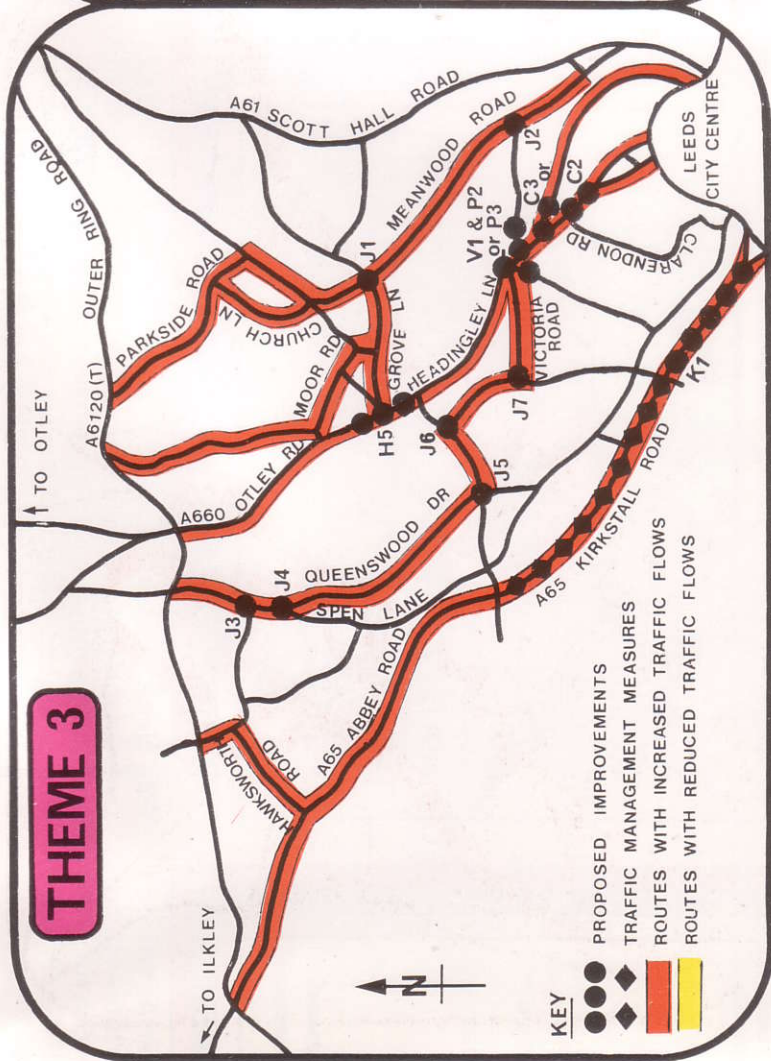 THEME 3
↑ TO OTLEY
← TO ILKLEY
A6120 (T) OUTER RING ROAD
PARKSIDE ROAD
CHURCH LN
A61 SCOTT HALL ROAD
MEANWOOD ROAD
MOOR RD
GROVE LN
A660 OTLEY RD
HEADINGLEY LN
J1
J2
V1 & P2
or P3
C3 or
C2
H5
J3
J4
J5
J6
J7
K1
QUEENSWOOD DR
SPEN LANE
VICTORIA
ROAD
CLARENDON RD
HAWKSWORT
ROAD
A65 ABBEY ROAD
A65 KIRKSTALL ROAD
LEEDS
CITY CENTRE
N
KEY
PROPOSED IMPROVEMENTS
TRAFFIC MANAGEMENT MEASURES
ROUTES WITH INCREASED TRAFFIC FLOWS
ROUTES WITH REDUCED TRAFFIC FLOWS